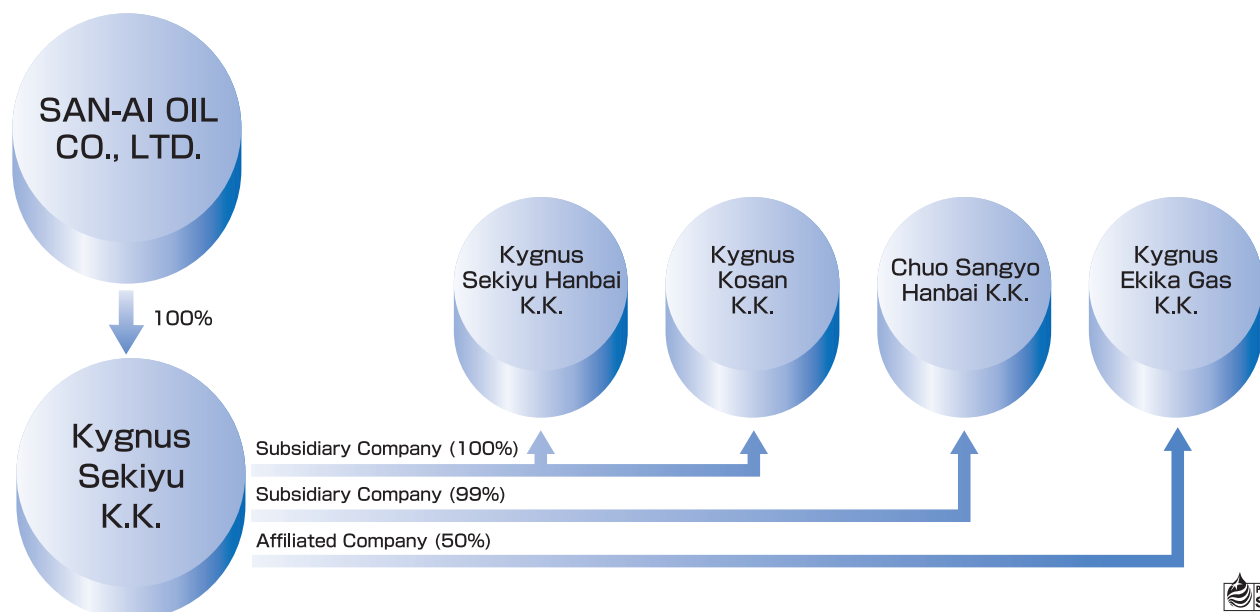 SAN-AI OIL
CO., LTD.
100%
Kygnus
Sekiyu
K.K.
Kygnus
Sekiyu Hanbai
K.K.
Kygnus
Kosan
K.K.
Chuo Sangyo
Hanbai K.K.
Kygnus
Ekika Gas
K.K.
Subsidiary Company (100%)
Subsidiary Company (99%)
Affiliated Company (50%)